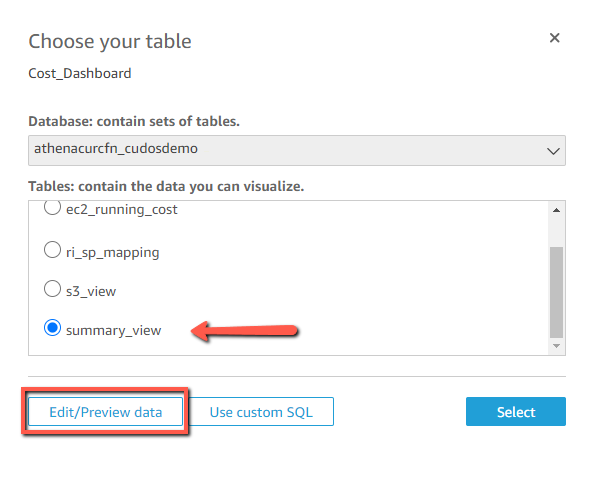 Choose your table
Cost_Dashboard
Database: contain sets of tables.
athenacurcfn_cudosdemo
Tables: contain the data you can visualize.
ec2_running_cost
ri_sp_mapping
s3_view
summary_view
Edit/Preview data Use custom SQL Select